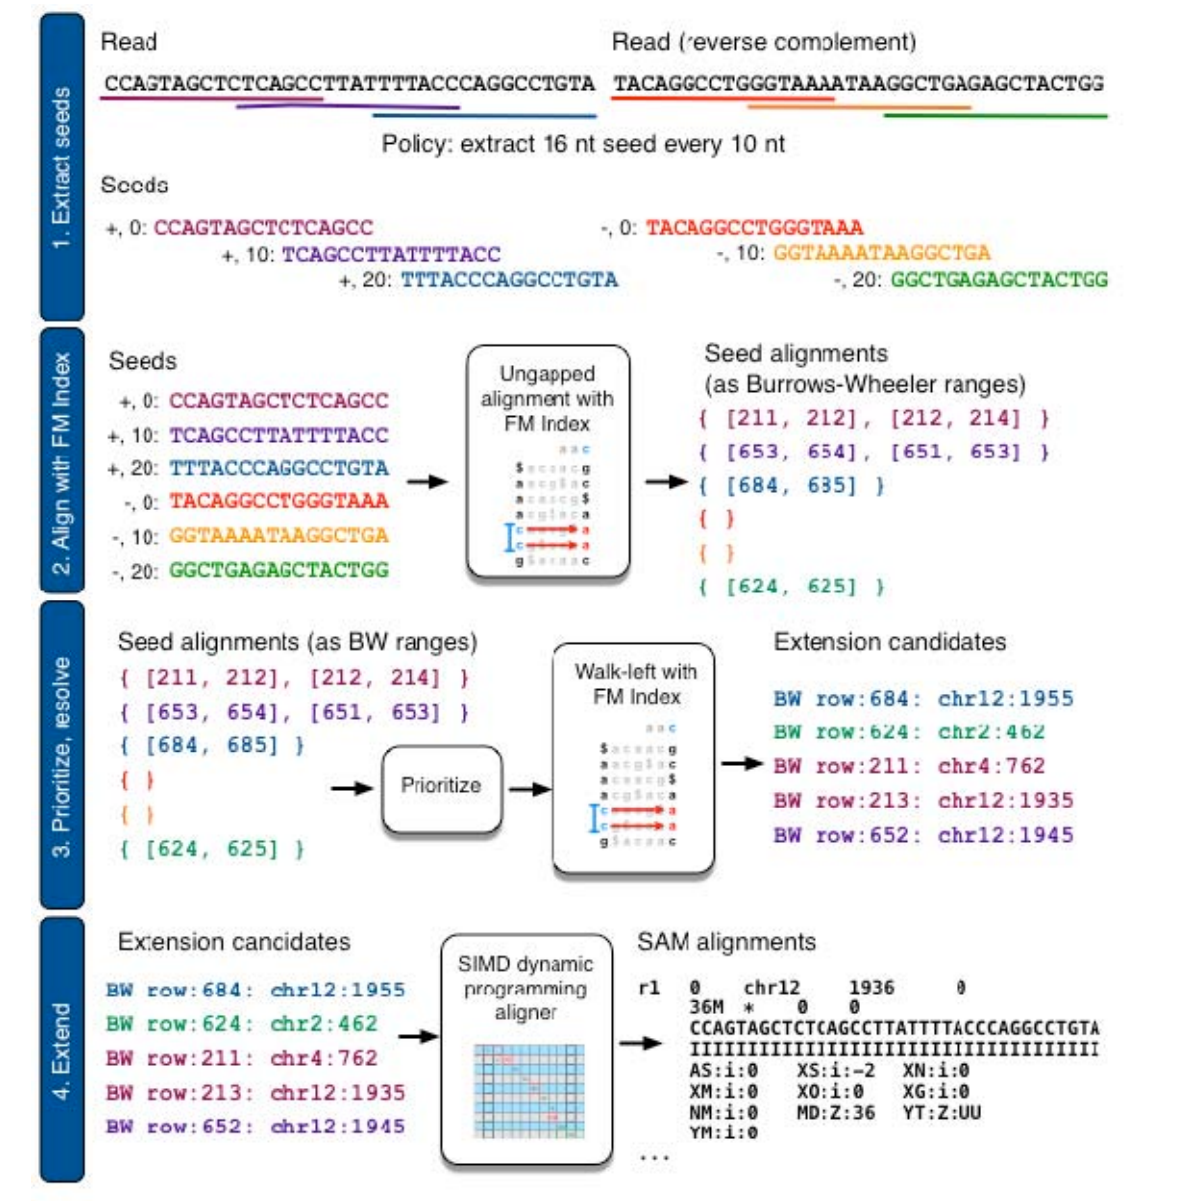 1. Extract seeds
Read
Read (reverse complement)
CCAGTAGCTCTCAGCCTTATTTTACCCAGGCCTGTA
TACAGGCCTGGGTAAAATAAGGCTGAGAGCTACTGG
Policy: extract 16 nt seed every 10 nt
Seeds
+, 0: CCAGTAGCTCTCAGCC
+, 10: TCAGCCTTATTTTACC
+, 20: TTTACCCAGGCCTGTA
-, 0: TACAGGCCTGGGTAAA
-, 10: GGTAAAATAAGGCTGA
-, 20: GGCTGAGAGCTACTGG
2. Align with FM Index
Seeds
+, 0: CCAGTAGCTCTCAGCC
+, 10: TCAGCCTTATTTTACC
+, 20: TTTACCCAGGCCTGTA
-, 0: TACAGGCCTGGGTAAA
-, 10: GGTAAAATAAGGCTGA
-, 20: GGCTGAGAGCTACTGG
Ungapped
alignment with
FM Index
a a c
$ a c a a c g
a a c g $ a c
a c a a c g $
a c g $ a c a
Seed alignments
(as Burrows-Wheeler ranges)
{ [211, 212], [212, 214] }
{ [653, 654], [651, 653] }
{ [684, 685] }
{ }
{ }
{ [624, 625] }
3. Prioritize, resolve
Seed alignments (as BW ranges)
{ [211, 212], [212, 214] }
{ [653, 654], [651, 653] }
{ [684, 685] }
{ }
{ }
{ [624, 625] }
Prioritize
Walk-left with
FM Index
a a c
$ a c a a c g
a a c g $ a c
a c a a c g $
a c g $ a c a
Extension candidates
BW row:684: chr12:1955
BW row:624: chr2:462
BW row:211: chr4:762
BW row:213: chr12:1935
BW row:652: chr12:1945
4. Extend
Extension candidates
BW row:684: chr12:1955
BW row:624: chr2:462
BW row:211: chr4:762
BW row:213: chr12:1935
BW row:652: chr12:1945
SIMD dynamic
programming
aligner
SAM alignments
r1 0 chr12 1936 0
36M * 0 0
CCAGTAGCTCTCAGCCTTATTTTACCCAGGCCTGTA
IIIIIIIIIIIIIIIIIIIIIIIIIIIIIIIIIIII
AS:i:0 XS:i:-2 XN:i:0
XM:i:0 XO:i:0 XG:i:0
NM:i:0 MD:Z:36 YT:Z:UU
YM:i:0
...